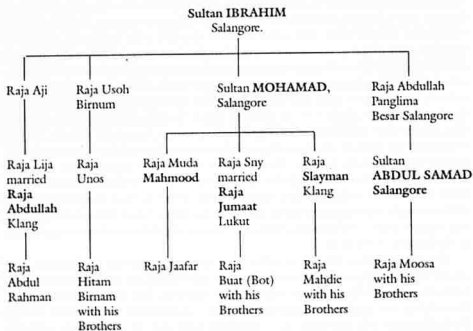 Sultan IBRAHIM
Salangore.
Raja Aji
Raja Usoh
Birnum
Sultan MOHAMAD,
Salangore
Raja Abdullah
Panglima
Besar Salangore
Raja Lija
married
Raja
Abdullah
Klang
Raja
Unos
Raja Muda
Mahmood
Raja Sny
married
Raja
Jumaat
Lukut
Raja
Slayman
Klang
Sultan
ABDUL SAMAD
Salangore
Raja
Abdul
Rahman
Raja
Hitam
Birnam
with his
Brothers
Raja Jaafar
Raja
Buat (Bot)
with his
Brothers
Raja
Mahdie
with his
Brothers
Raja Moosa
with his
Brothers